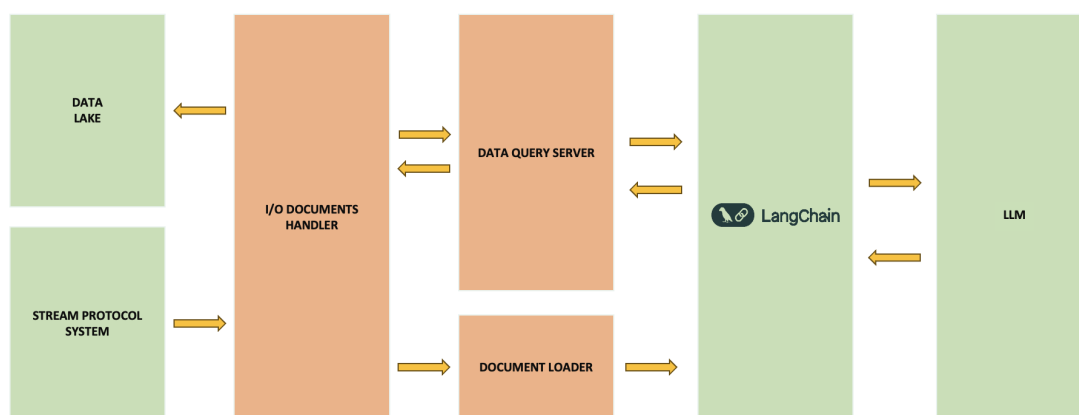 DATA
LAKE
STREAM PROTOCOL
SYSTEM
I/O DOCUMENTS
HANDLER
DATA QUERY SERVER
DOCUMENT LOADER
LangChain
LLM